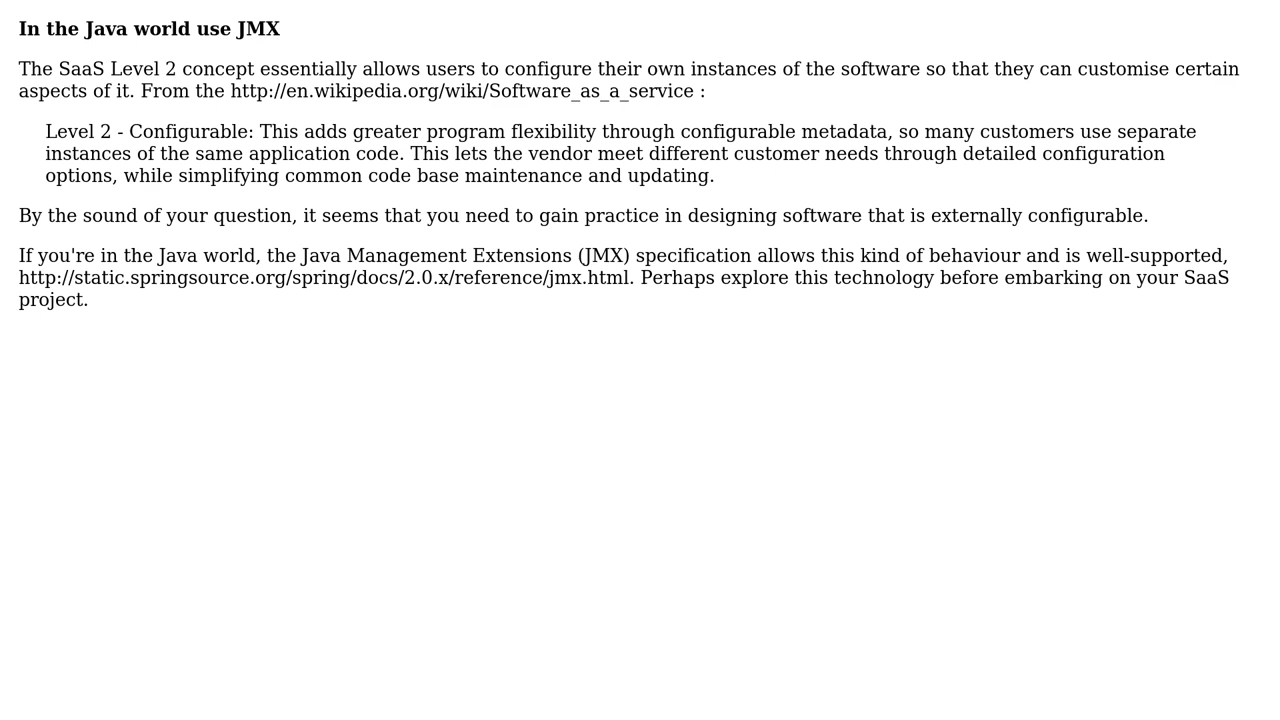 In the Java world use JMX
The SaaS Level 2 concept essentially allows users to configure their own instances of the software so that they can customise certain
aspects of it. From the http://en.wikipedia.org/wiki/Software_as_a_service :
Level 2 - Configurable: This adds greater program flexibility through configurable metadata, so many customers use separate
instances of the same application code. This lets the vendor meet different customer needs through detailed configuration
options, while simplifying common code base maintenance and updating.
By the sound of your question, it seems that you need to gain practice in designing software that is externally configurable.
If you're in the Java world, the Java Management Extensions (JMX) specification allows this kind of behaviour and is well-supported,
http://static.springsource.org/spring/docs/2.0.x/reference/jmx.html. Perhaps explore this technology before embarking on your SaaS
project.